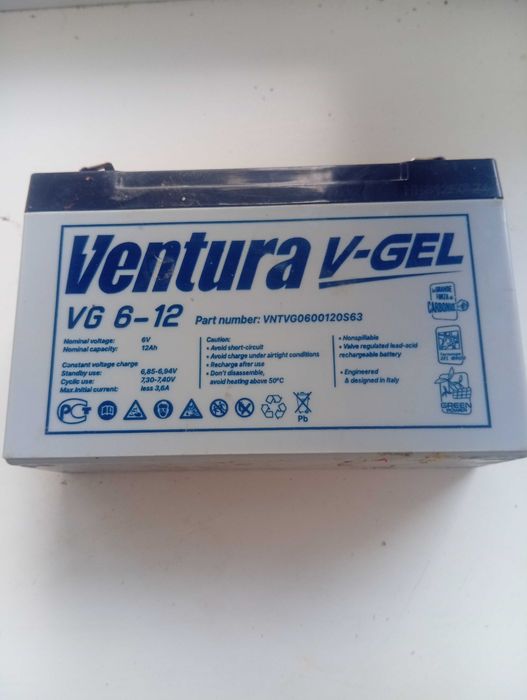 Ventura V-GEL
VG 6-12 Part number: VNTVG0600120S63
Nominal voltage: 6V
Nominal capacity: 12Ah
Constant voltage charge
Standby use: 6,85-6,94V
Cyclic use: 7,30-7,40V
Max.initial current: less 3,6A
Caution:
• Avoid short-circuit
• Avoid charge under airtight conditions
• Recharge after use
• Don't disassemble,
avoid heating above 50°C
• Nonspillable
• Valve regulated lead-acid
rechargeable battery
• Engineered
& designed in Italy
CARBONIO
GREEN
POWER
Pb